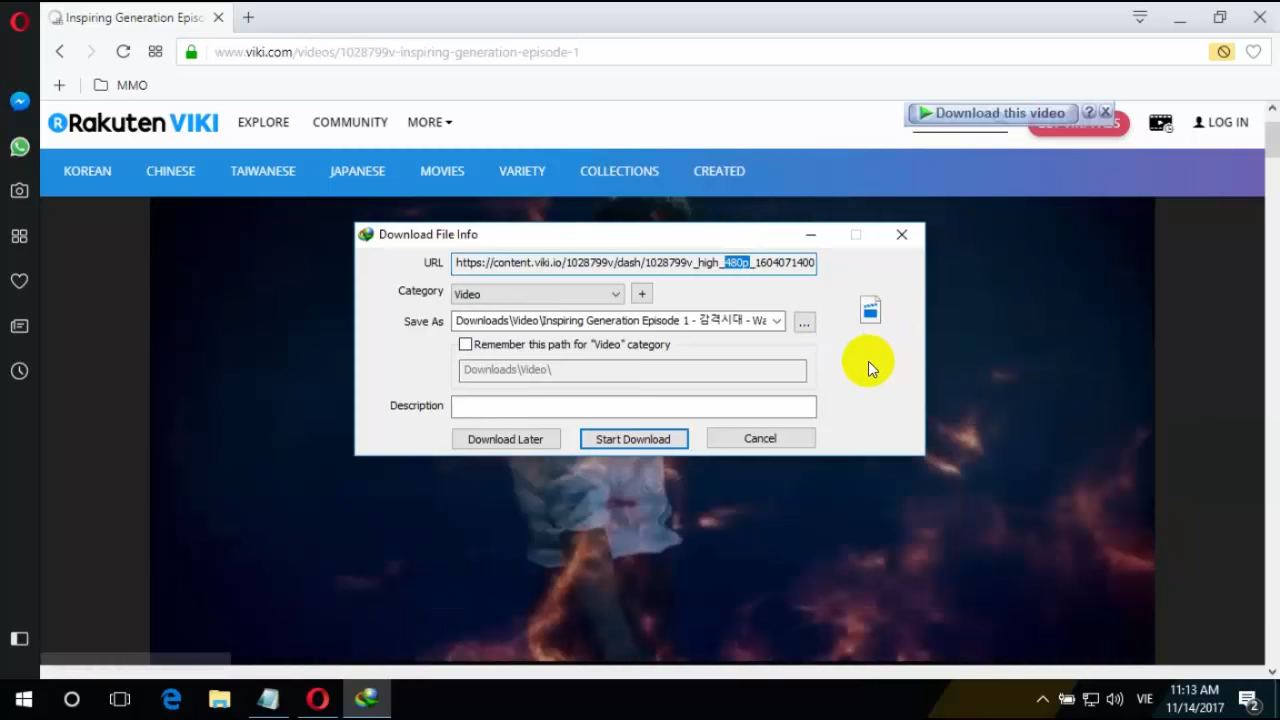 Inspiring Generation Episo
www.viki.com/videos/1028799v-inspiring-generation-episode-1
MMO
Rakuten VIKI
EXPLORE
COMMUNITY
MORE
Download this video
?
LOG IN
KOREAN
CHINESE
TAIWANESE
JAPANESE
MOVIES
VARIETY
COLLECTIONS
CREATED
Download File Info
URL
https://content.viki.io/1028799v/dash/1028799v_high_480p_1604071400
Category
Video
+
Save As
Downloads\Video\Inspiring Generation Episode 1 - 감격시대 - Wa
...
Remember this path for "Video" category
Downloads\Video\
Description
Download Later
Start Download
Cancel
VIE
11:13 AM
11/14/2017
2